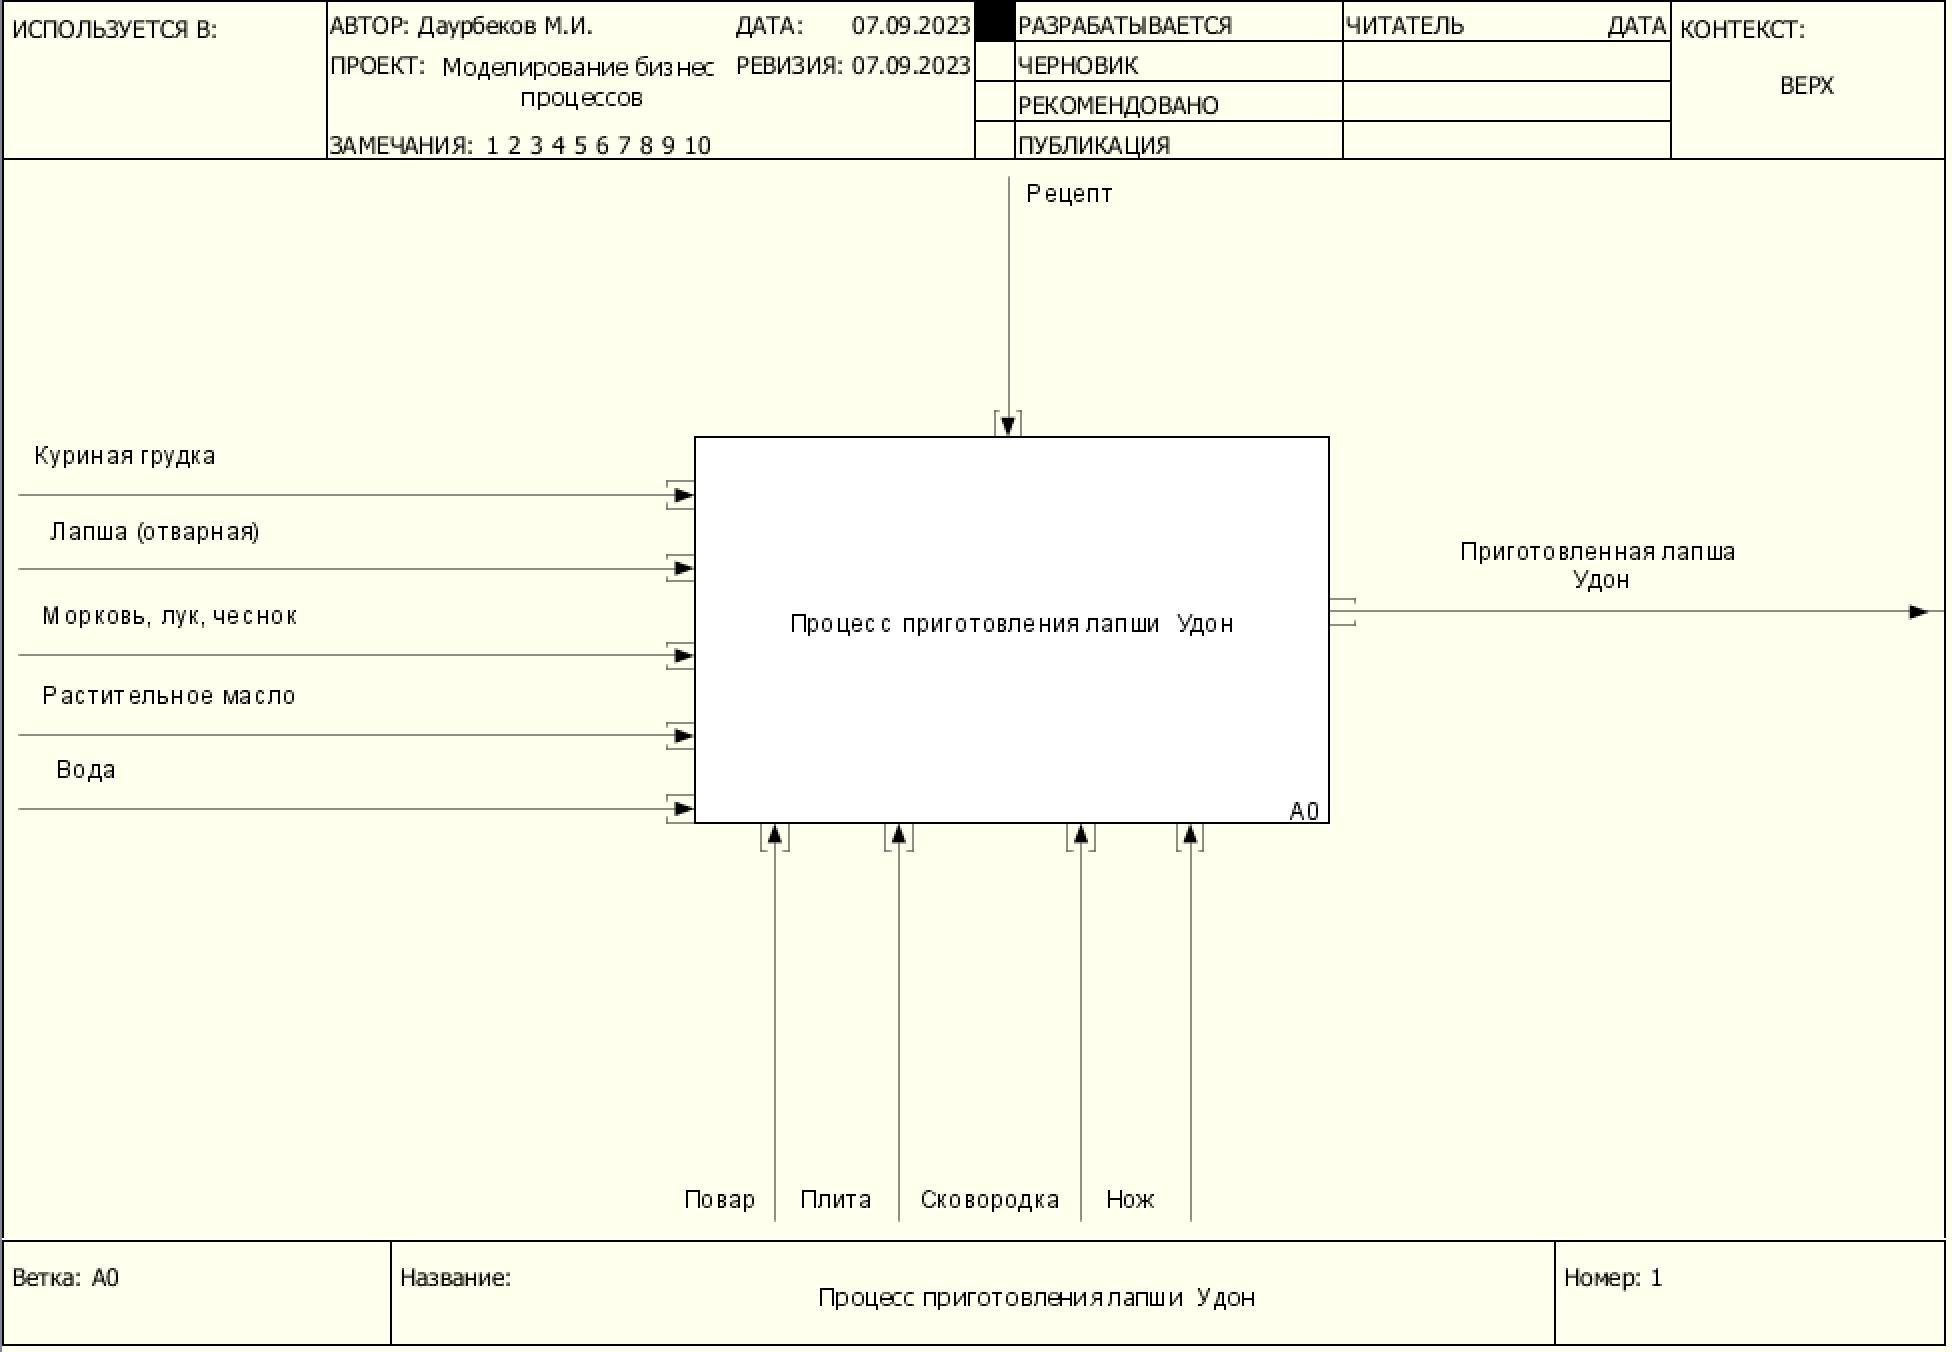 ИСПОЛЬЗУЕТСЯ В:
АВТОР: Даурбеков М.И.
ДАТА: 07.09.2023
ПРОЕКТ: Моделирование бизнес
процессов
РЕВИЗИЯ: 07.09.2023
ЗАМЕЧАНИЯ: 1 2 3 4 5 6 7 8 9 10
РАЗРАБАТЫВАЕТСЯ
ЧЕРНОВИК
РЕКОМЕНДОВАНО
ПУБЛИКАЦИЯ
ЧИТАТЕЛЬ ДАТА
КОНТЕКСТ:
ВЕРХ
Рецепт
Куриная грудка
Лапша (отварная)
Морковь, лук, чеснок
Растительное масло
Вода
Процесс приготовления лапши Удон
A0
Приготовленная лапша
Удон
Повар
Плита
Сковородка
Нож
Ветка: A0
Название:
Процесс приготовления лапши Удон
Номер: 1